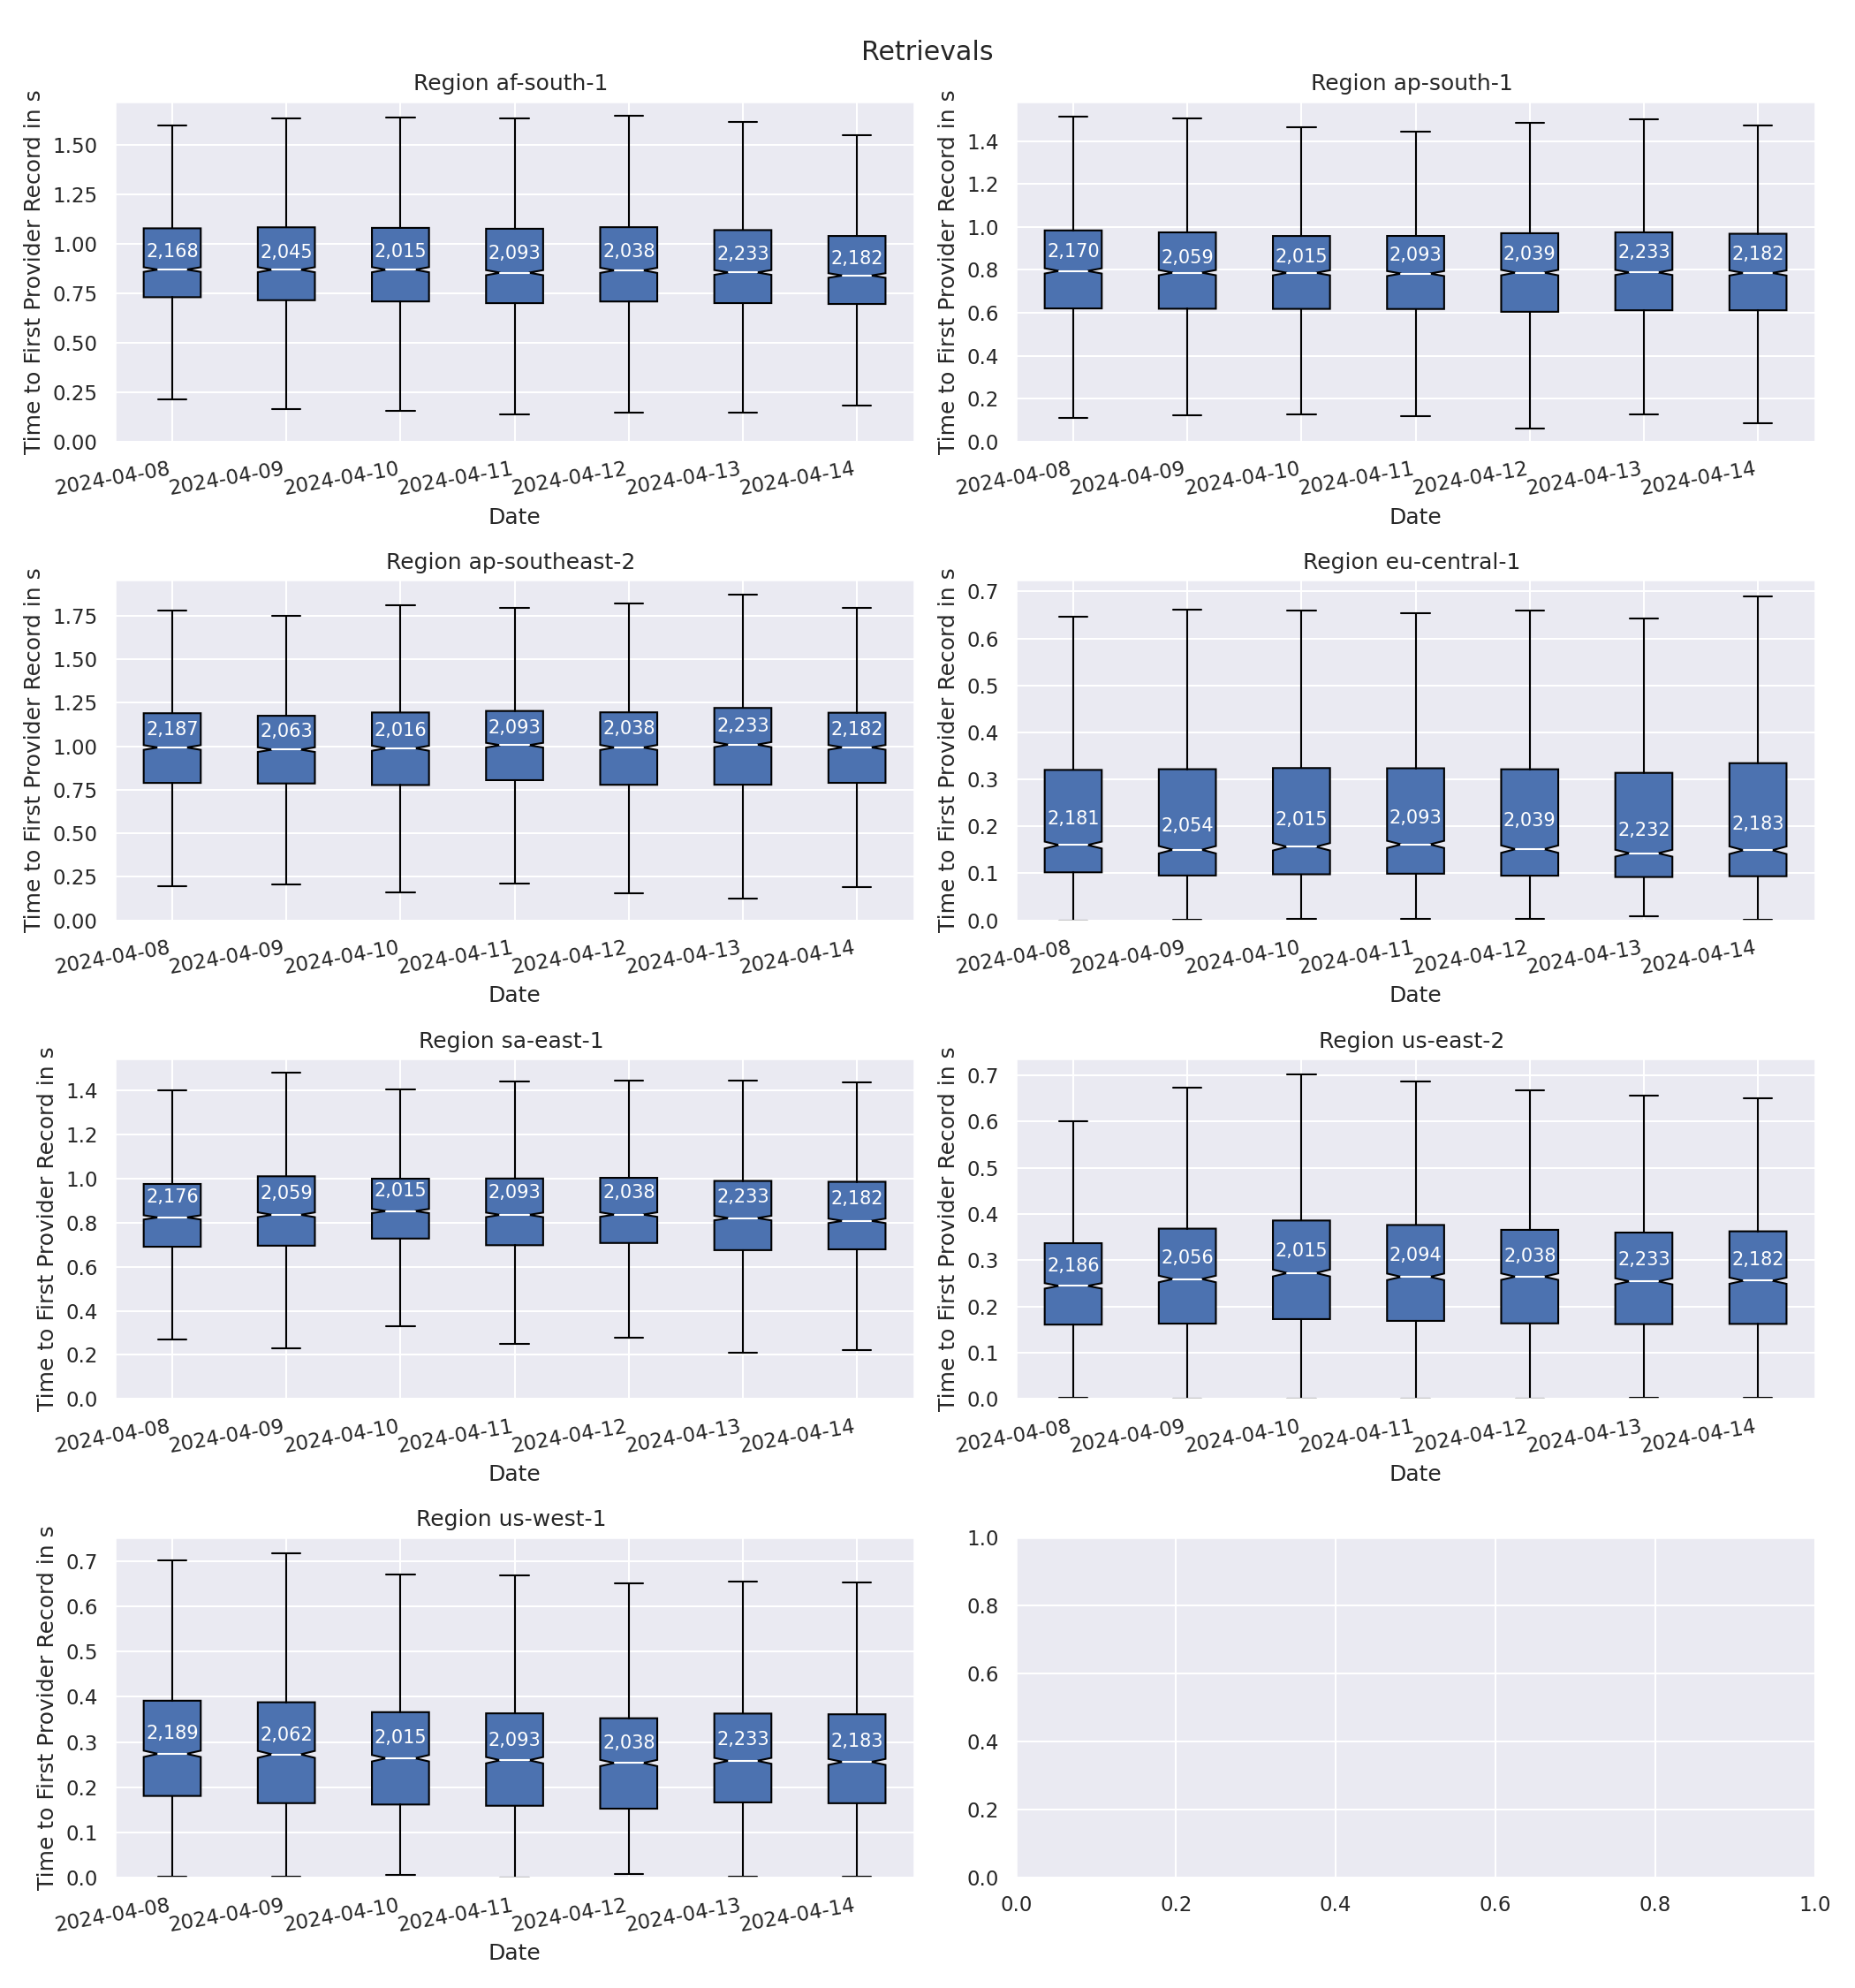 Retrievals
Region af-south-1
Time to First Provider Record in s
1.50
1.25
1.00
0.75
0.50
0.25
0.00
2,168 2,045 2,015 2,093 2,038 2,233 2,182
2024-04-08 2024-04-09 2024-04-10 2024-04-11 2024-04-12 2024-04-13 2024-04-14
Date
Region ap-south-1
Time to First Provider Record in s
1.4
1.2
1.0
0.8
0.6
0.4
0.2
0.0
2,170 2,059 2,015 2,093 2,039 2,233 2,182
2024-04-08 2024-04-09 2024-04-10 2024-04-11 2024-04-12 2024-04-13 2024-04-14
Date
Region ap-southeast-2
Time to First Provider Record in s
1.75
1.50
1.25
1.00
0.75
0.50
0.25
0.00
2,187 2,063 2,016 2,093 2,038 2,233 2,182
2024-04-08 2024-04-09 2024-04-10 2024-04-11 2024-04-12 2024-04-13 2024-04-14
Date
Region eu-central-1
Time to First Provider Record in s
0.7
0.6
0.5
0.4
0.3
0.2
0.1
0.0
2,181 2,054 2,015 2,093 2,039 2,232 2,183
2024-04-08 2024-04-09 2024-04-10 2024-04-11 2024-04-12 2024-04-13 2024-04-14
Date
Region sa-east-1
Time to First Provider Record in s
1.4
1.2
1.0
0.8
0.6
0.4
0.2
0.0
2,176 2,059 2,015 2,093 2,038 2,233 2,182
2024-04-08 2024-04-09 2024-04-10 2024-04-11 2024-04-12 2024-04-13 2024-04-14
Date
Region us-east-2
Time to First Provider Record in s
0.7
0.6
0.5
0.4
0.3
0.2
0.1
0.0
2,186 2,056 2,015 2,094 2,038 2,233 2,182
2024-04-08 2024-04-09 2024-04-10 2024-04-11 2024-04-12 2024-04-13 2024-04-14
Date
Region us-west-1
Time to First Provider Record in s
0.7
0.6
0.5
0.4
0.3
0.2
0.1
0.0
2,189 2,062 2,015 2,093 2,038 2,233 2,183
2024-04-08 2024-04-09 2024-04-10 2024-04-11 2024-04-12 2024-04-13 2024-04-14
Date
1.0
0.8
0.6
0.4
0.2
0.0
0.0 0.2 0.4 0.6 0.8 1.0